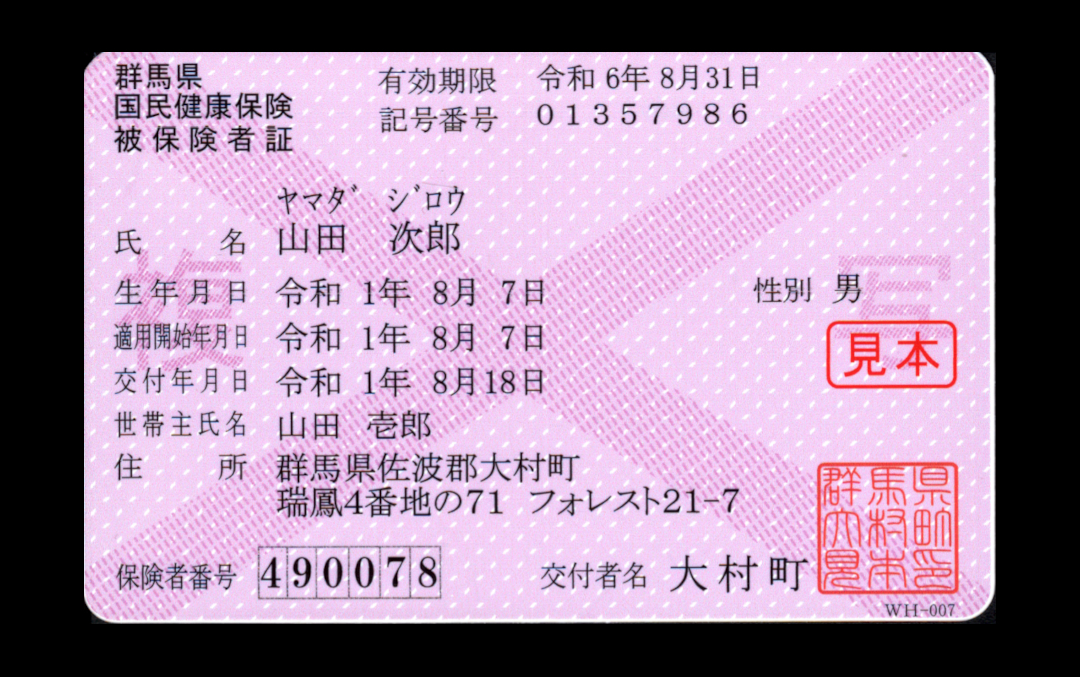 群馬県
国民健康保険
被保険者証
有効期限 令和 6年 8月31日
記号番号 01357986
ﾔﾏﾀﾞ ｼﾞﾛｳ
氏名 山田 次郎
生年月日 令和 1年 8月 7日
性別 男
適用開始年月日 令和 1年 8月 7日
見本
交付年月日 令和 1年 8月18日
世帯主氏名 山田 壱郎
住所 群馬県佐波郡大村町
瑞鳳4番地の71 フォレスト21-7
複写
保険者番号 490078
交付者名 大村町
群馬県
大村町
見本印
WH-007